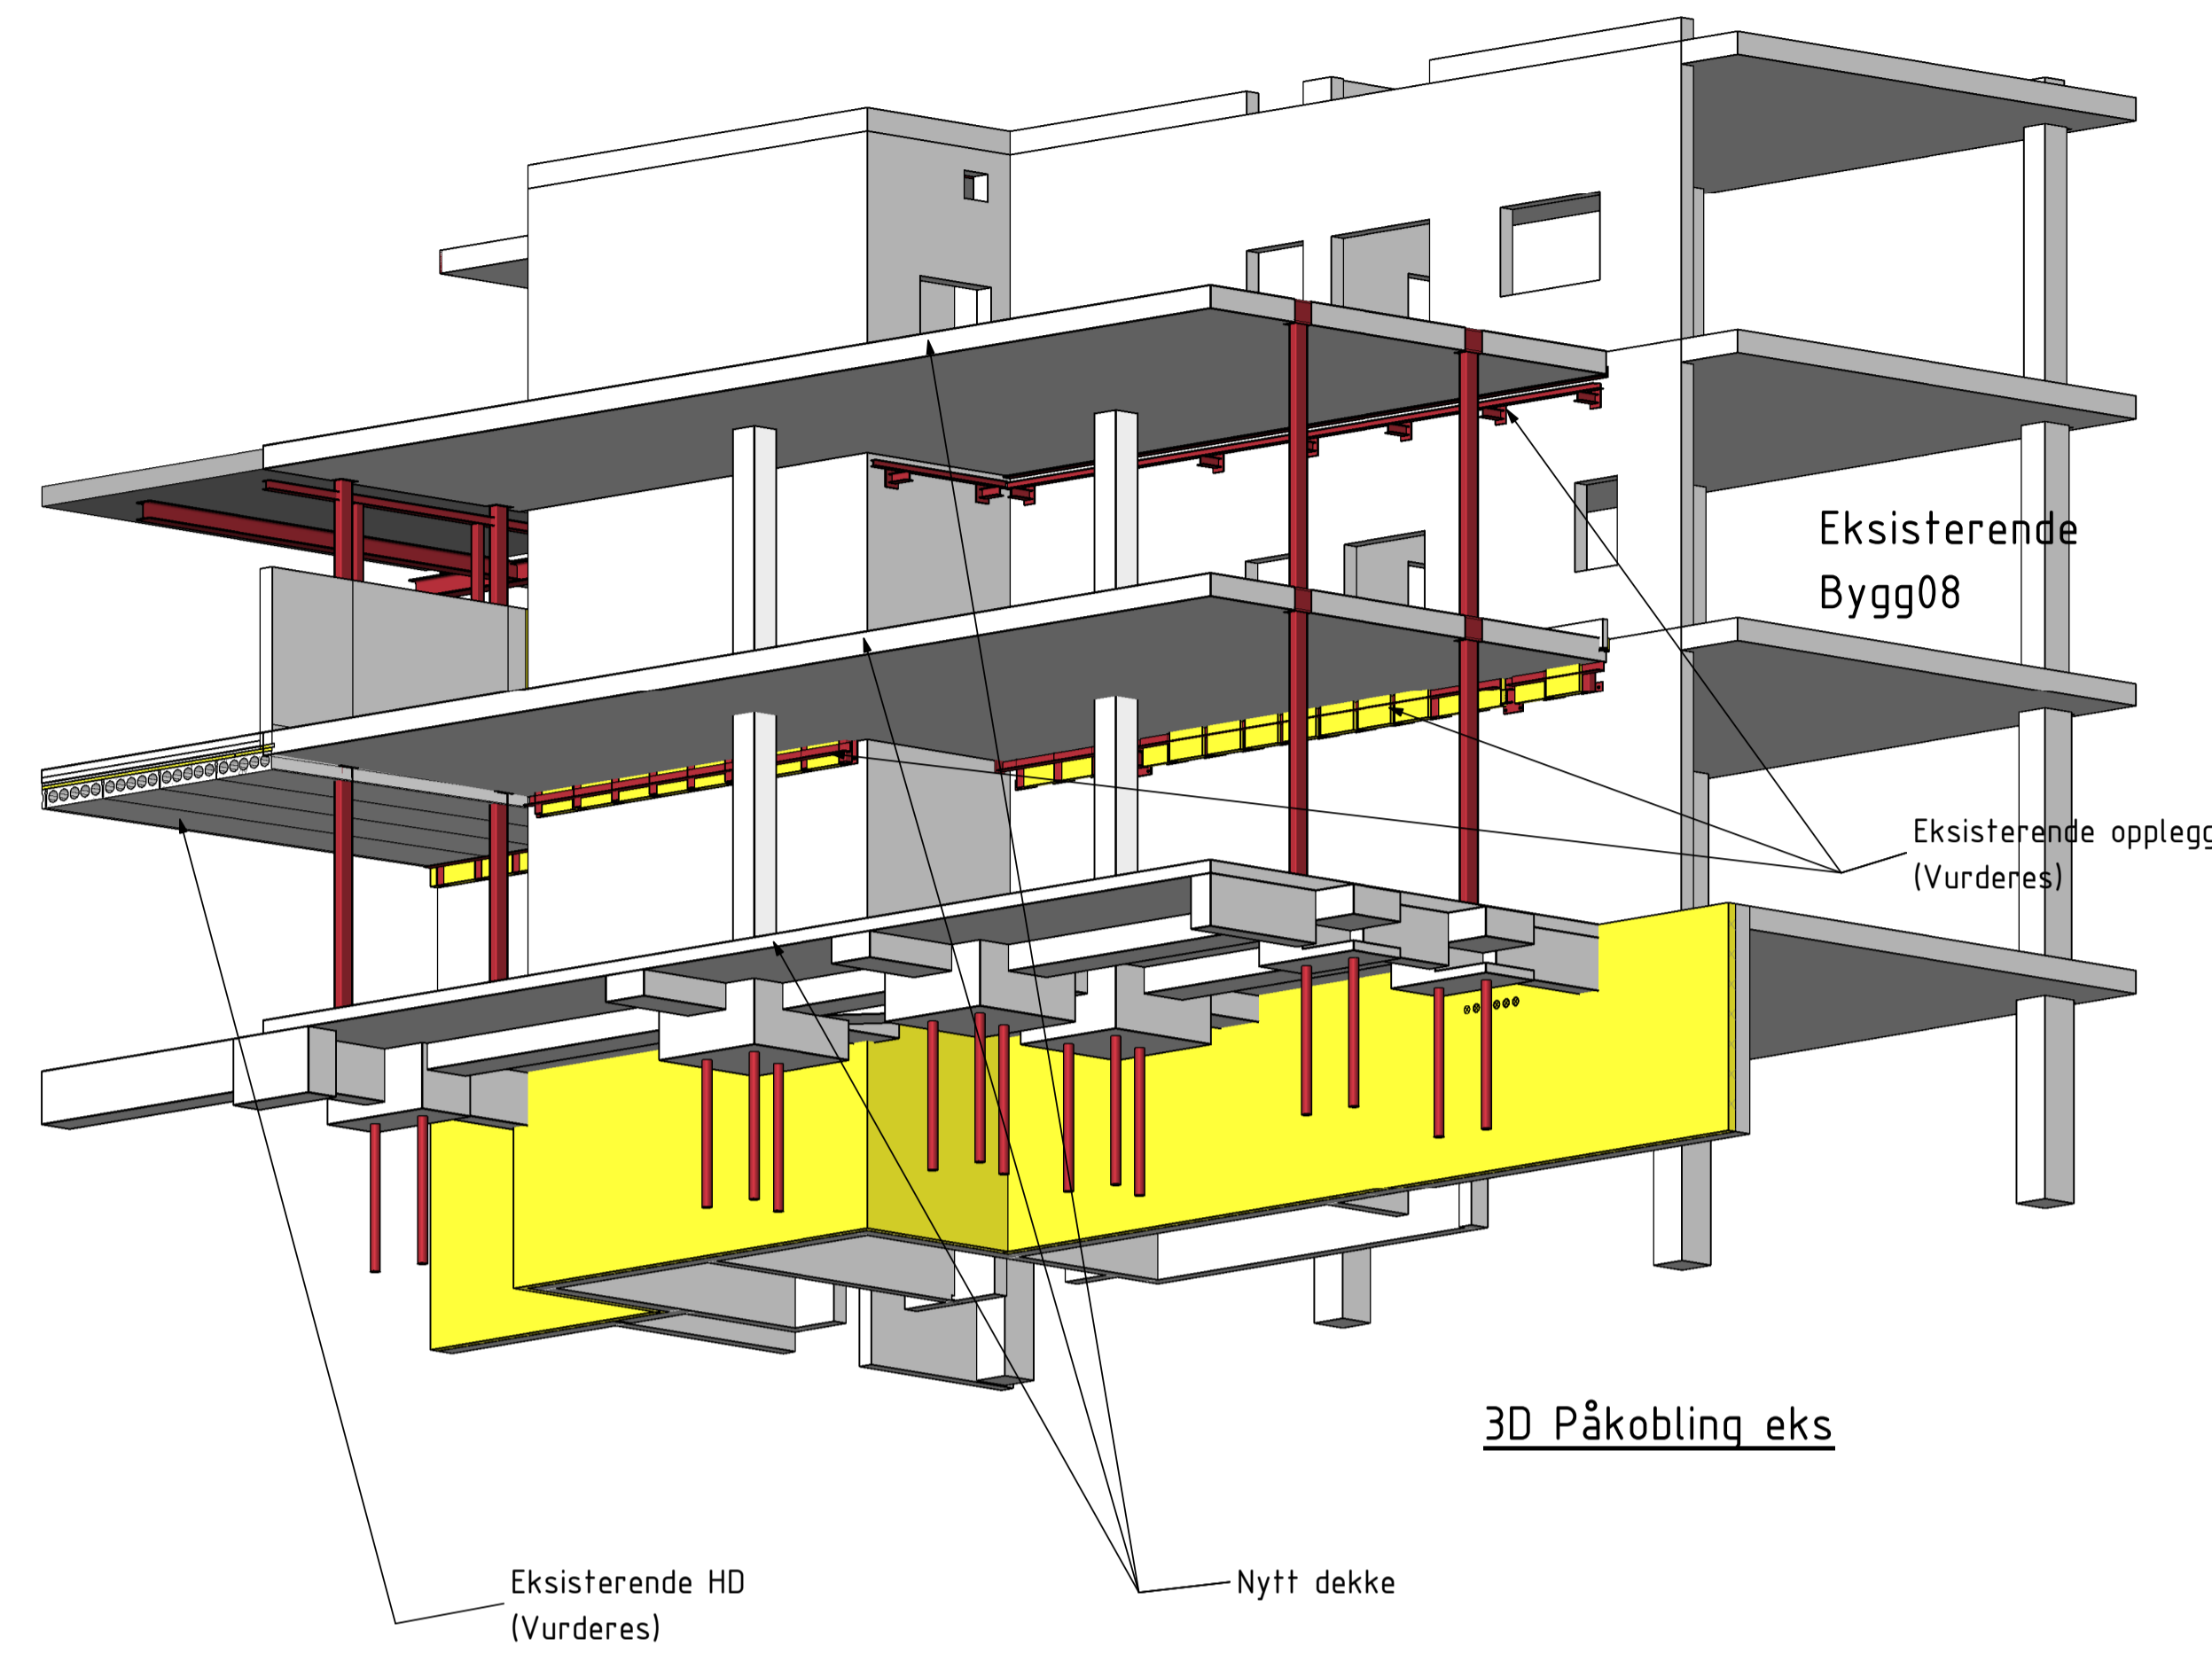 Eksisterende
Bygg08
Eksisterende opplegg
(Vurderes)
3D Påkobling eks
Eksisterende HD
(Vurderes)
Nytt dekke